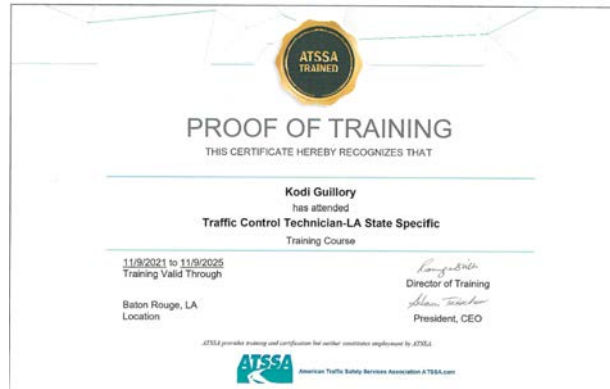 ATSSA
TRAINED
PROOF OF TRAINING
THIS CERTIFICATE HEREBY RECOGNIZES THAT
Kodi Guillory
has attended
Traffic Control Technician-LA State Specific
Training Course
11/9/2021 to 11/9/2025
Training Valid Through
Director of Training
Baton Rouge, LA
Location
President, CEO
ATSSA provides training and certification but neither constitutes employment by ATSSA.
ATSSA
American Traffic Safety Services Association ATSSA.com